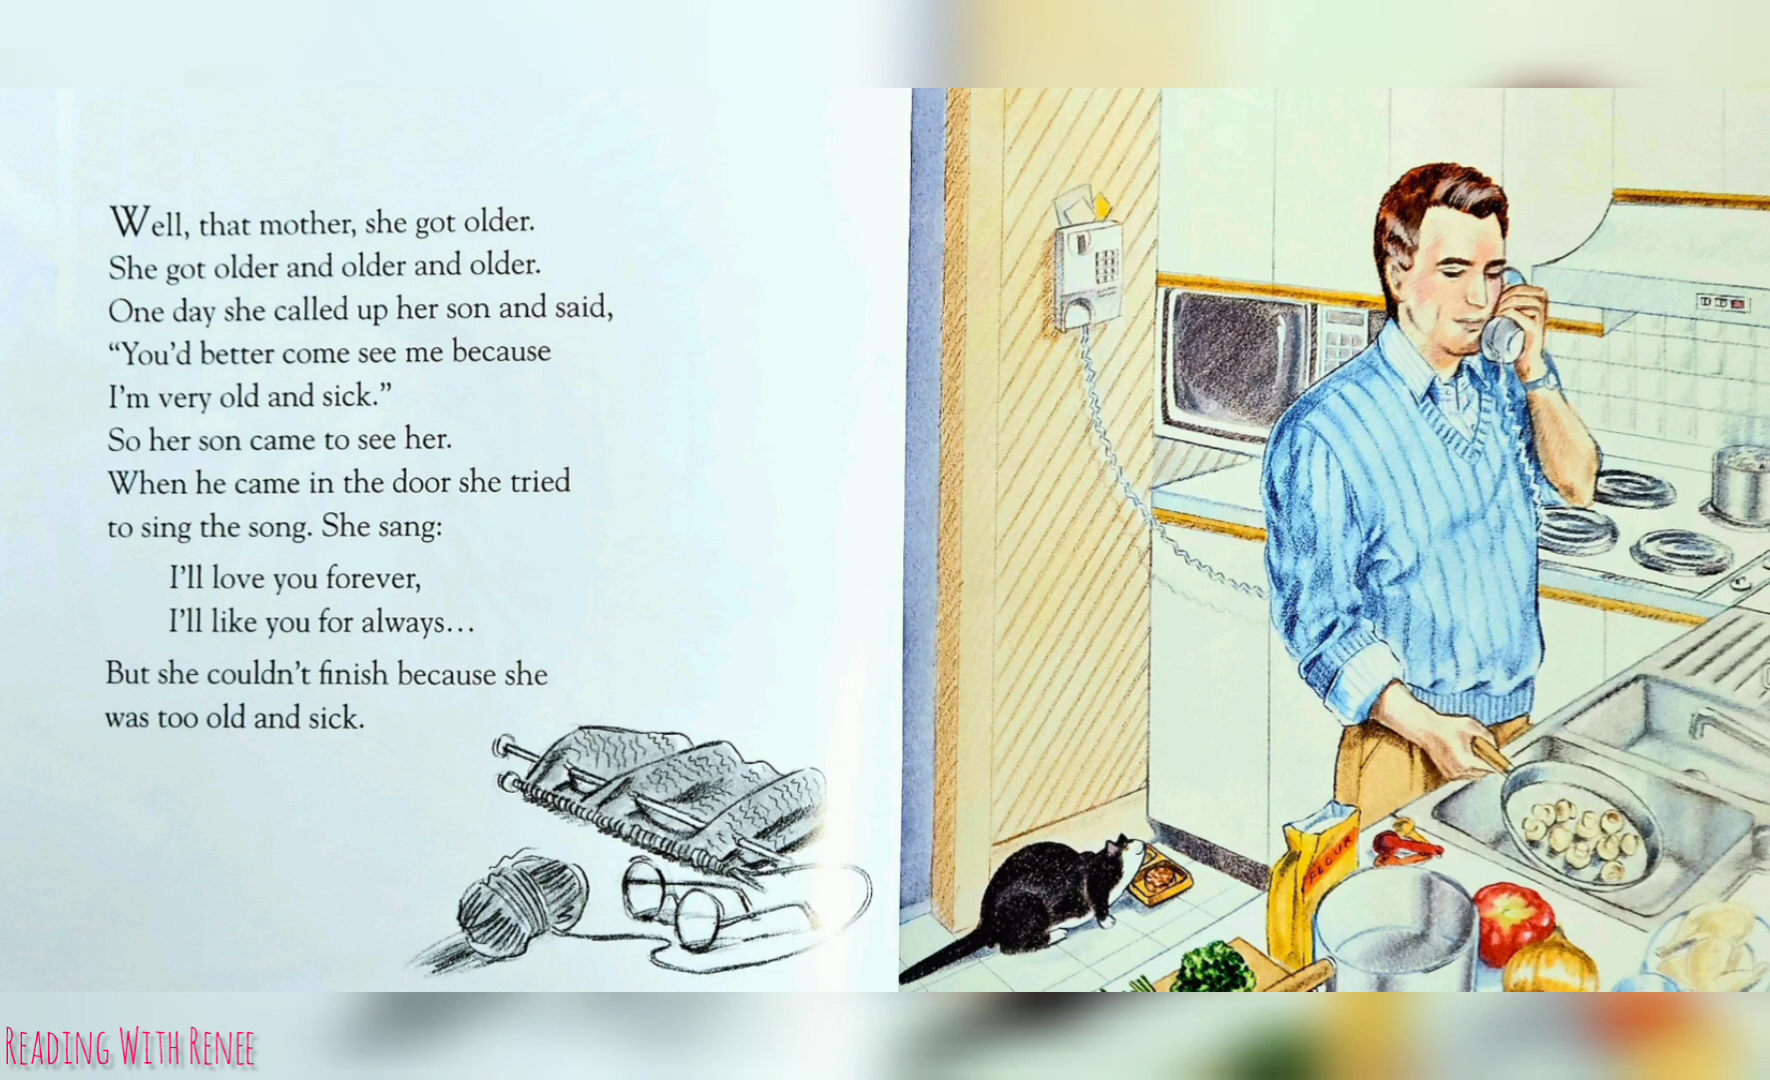 Well, that mother, she got older.
She got older and older and older.
One day she called up her son and said,
“You’d better come see me because
I’m very old and sick.”
So her son came to see her.
When he came in the door she tried
to sing the song. She sang:
I’ll love you forever,
I’ll like you for always...
But she couldn’t finish because she
was too old and sick.
FLOUR
READING WITH RENEE